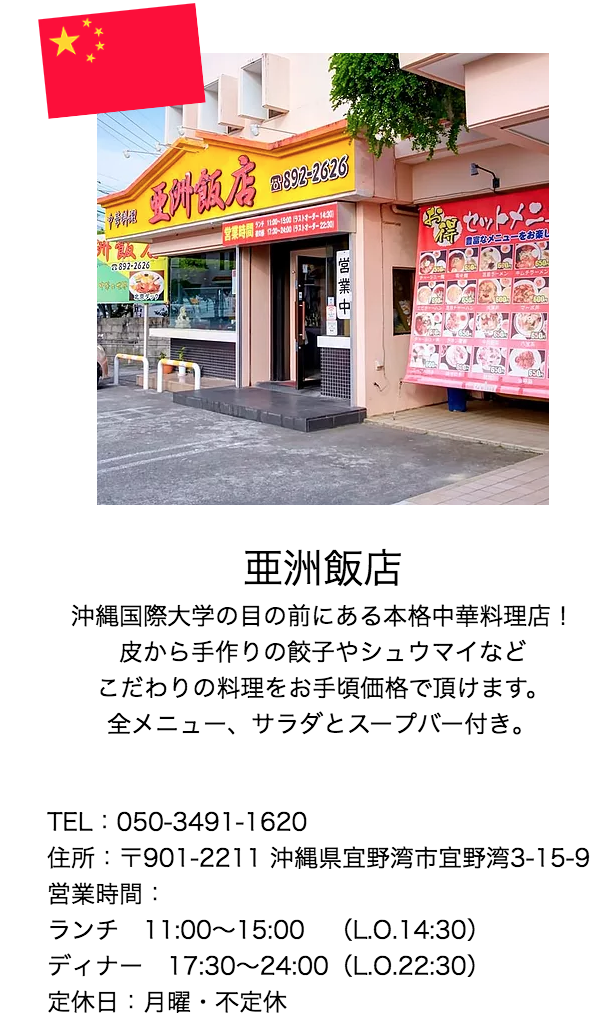 中華料理
亜洲飯店
☎892-2626
営業時間
ランチ 11:00～15:00 (ラストオーダー14:30)
17:30～24:00 (ラストオーダー22:30)
☎892-2626
営業中
お得 セットメニュ
豊富なメニューをお楽し
亜洲飯店
沖縄国際大学の目の前にある本格中華料理店！
皮から手作りの餃子やシュウマイなど
こだわりの料理をお手頃価格で頂けます。
全メニュー、サラダとスープバー付き。
TEL：050-3491-1620
住所：〒901-2211 沖縄県宜野湾市宜野湾3-15-9
営業時間：
ランチ　11:00〜15:00　（L.O.14:30）
ディナー　17:30〜24:00（L.O.22:30）
定休日：月曜・不定休